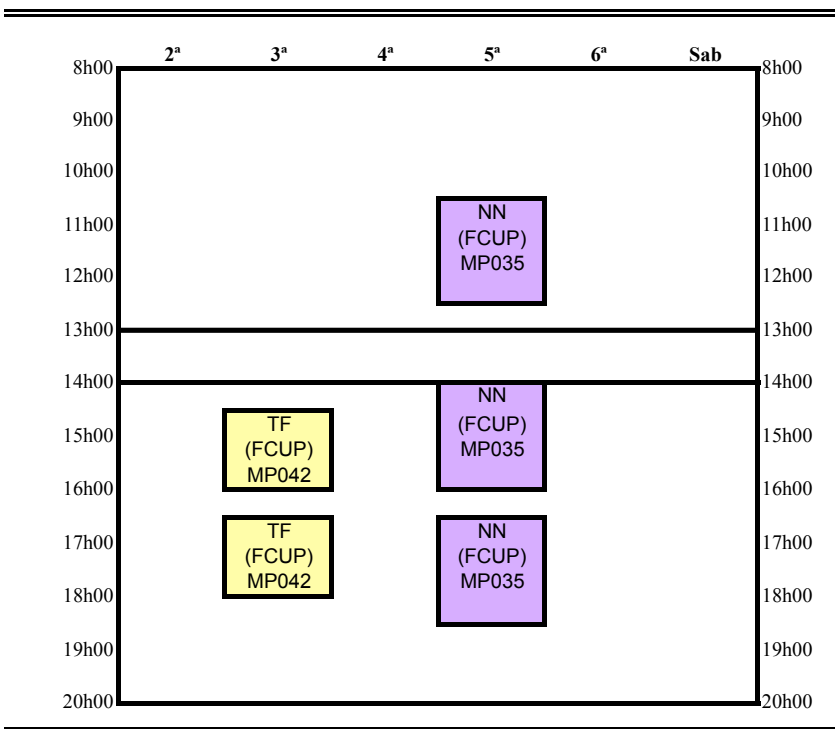 2ª 3ª 4ª 5ª 6ª Sab
8h00 8h00
9h00 9h00
10h00 10h00
NN
11h00 11h00
(FCUP)
MP035
12h00 12h00
13h00 13h00
14h00 14h00
NN
TF (FCUP)
15h00 15h00
(FCUP) MP035
MP042
16h00 16h00
TF NN
17h00 17h00
(FCUP) (FCUP)
MP042 MP035
18h00 18h00
19h00 19h00
20h00 20h00